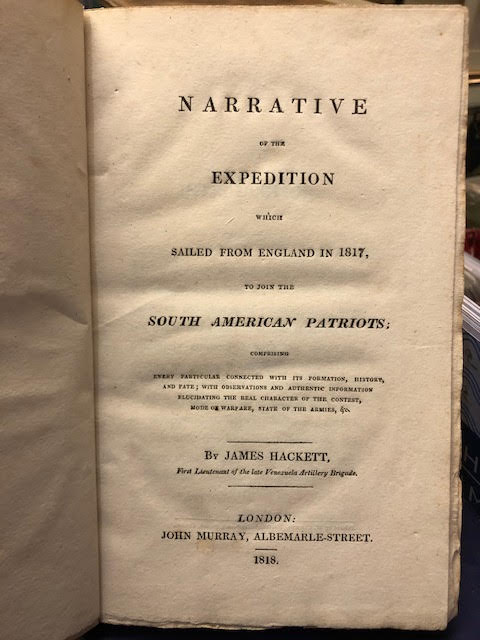 NARRATIVE
OF THE
EXPEDITION
WHICH
SAILED FROM ENGLAND IN 1817,
TO JOIN THE
SOUTH AMERICAN PATRIOTS;
COMPRISING
EVERY PARTICULAR CONNECTED WITH ITS FORMATION, HISTORY,
AND FATE; WITH OBSERVATIONS AND AUTHENTIC INFORMATION
ELUCIDATING THE REAL CHARACTER OF THE CONTEST,
MODE OF WARFARE, STATE OF THE ARMIES, &c.
By JAMES HACKETT,
First Lieutenant of the late Venezuela Artillery Brigade.
LONDON:
JOHN MURRAY, ALBEMARLE-STREET.
1818.